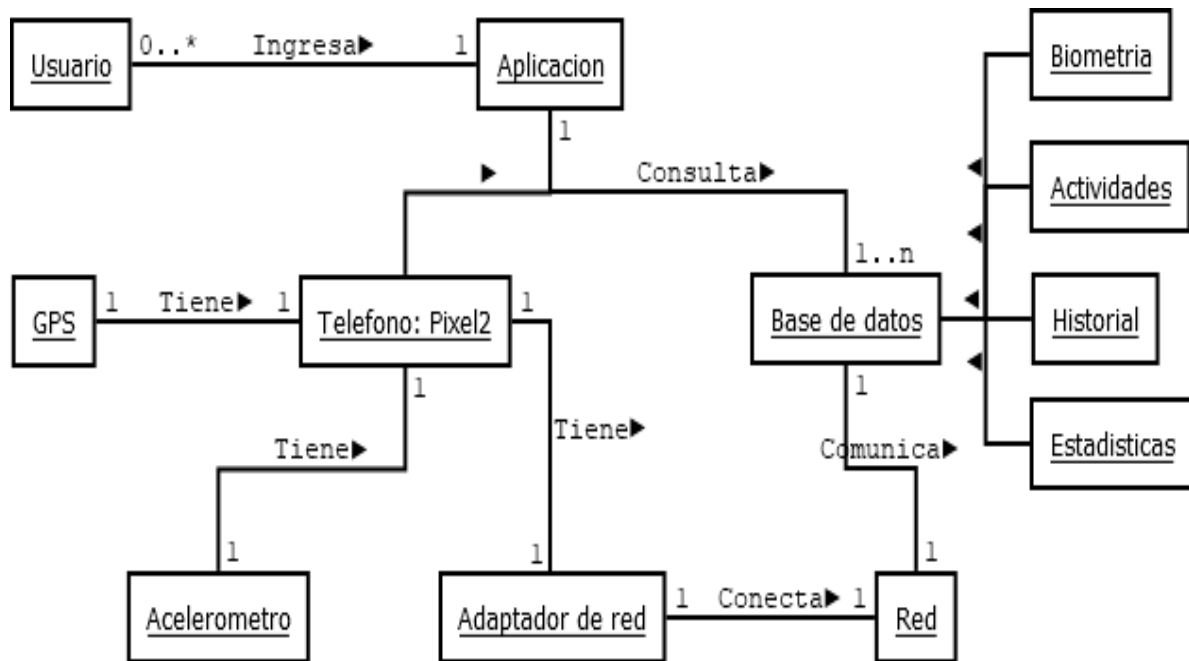 Usuario
0..* Ingresa▶ 1
Aplicacion
1
▶
Consulta▶
1..n
Biometria
◀
Actividades
◀
GPS
1 Tiene▶ 1
Telefono: Pixel2
1
1
Base de datos
1
◀
Historial
◀
Tiene▶
Tiene▶
Comunica▶
Estadisticas
1
1
1
Acelerometro
Adaptador de red
1 Conecta▶ 1
Red